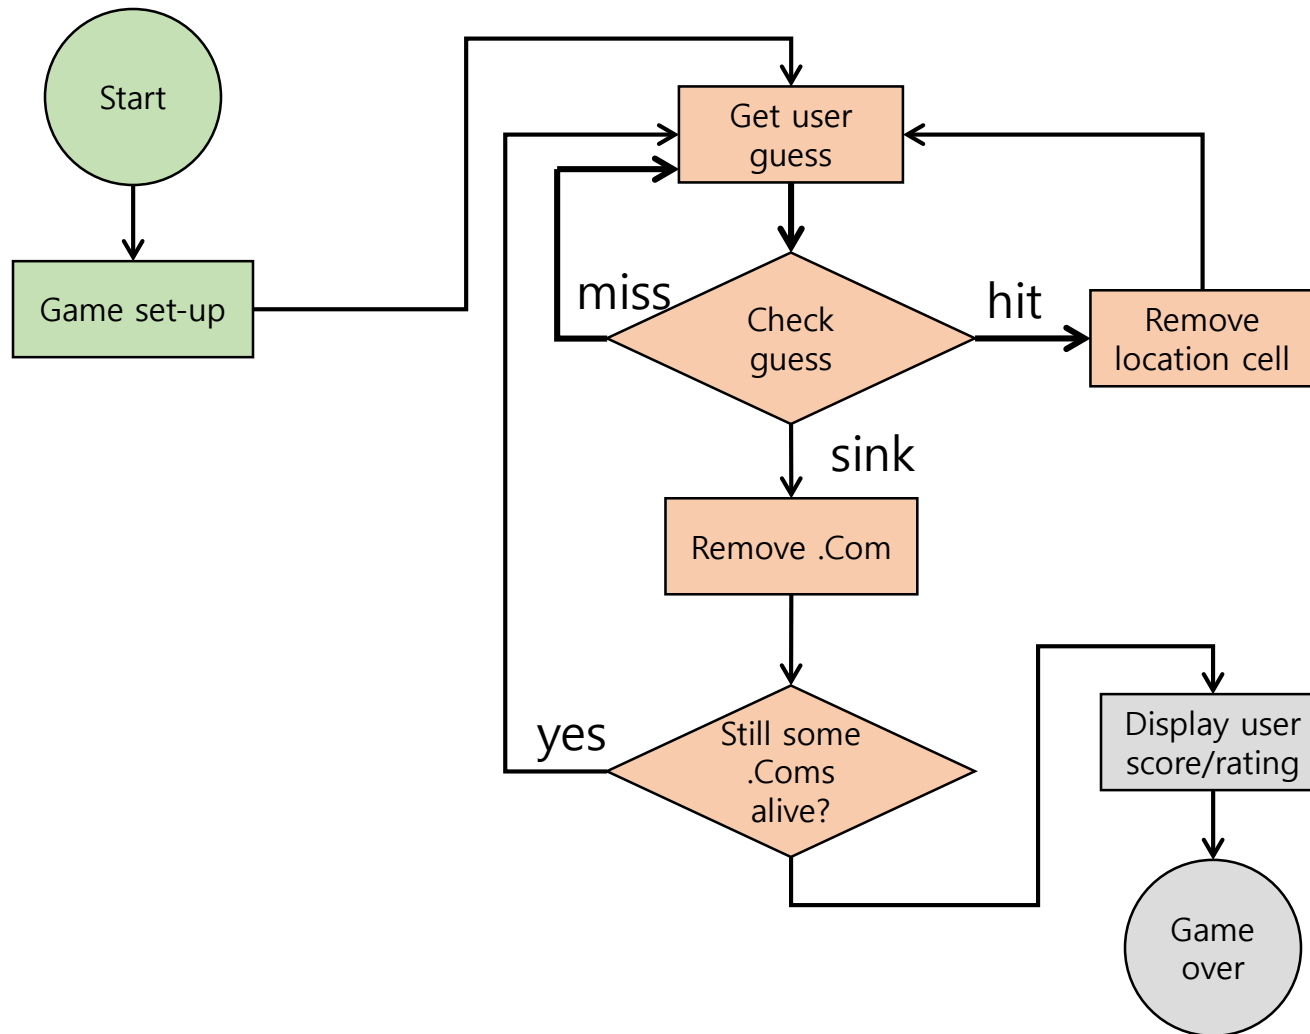 Start
Game set-up
Get user
guess
miss
Check
guess
hit
Remove
location cell
sink
Remove .Com
yes
Still some
.Coms
alive?
Display user
score/rating
Game
over